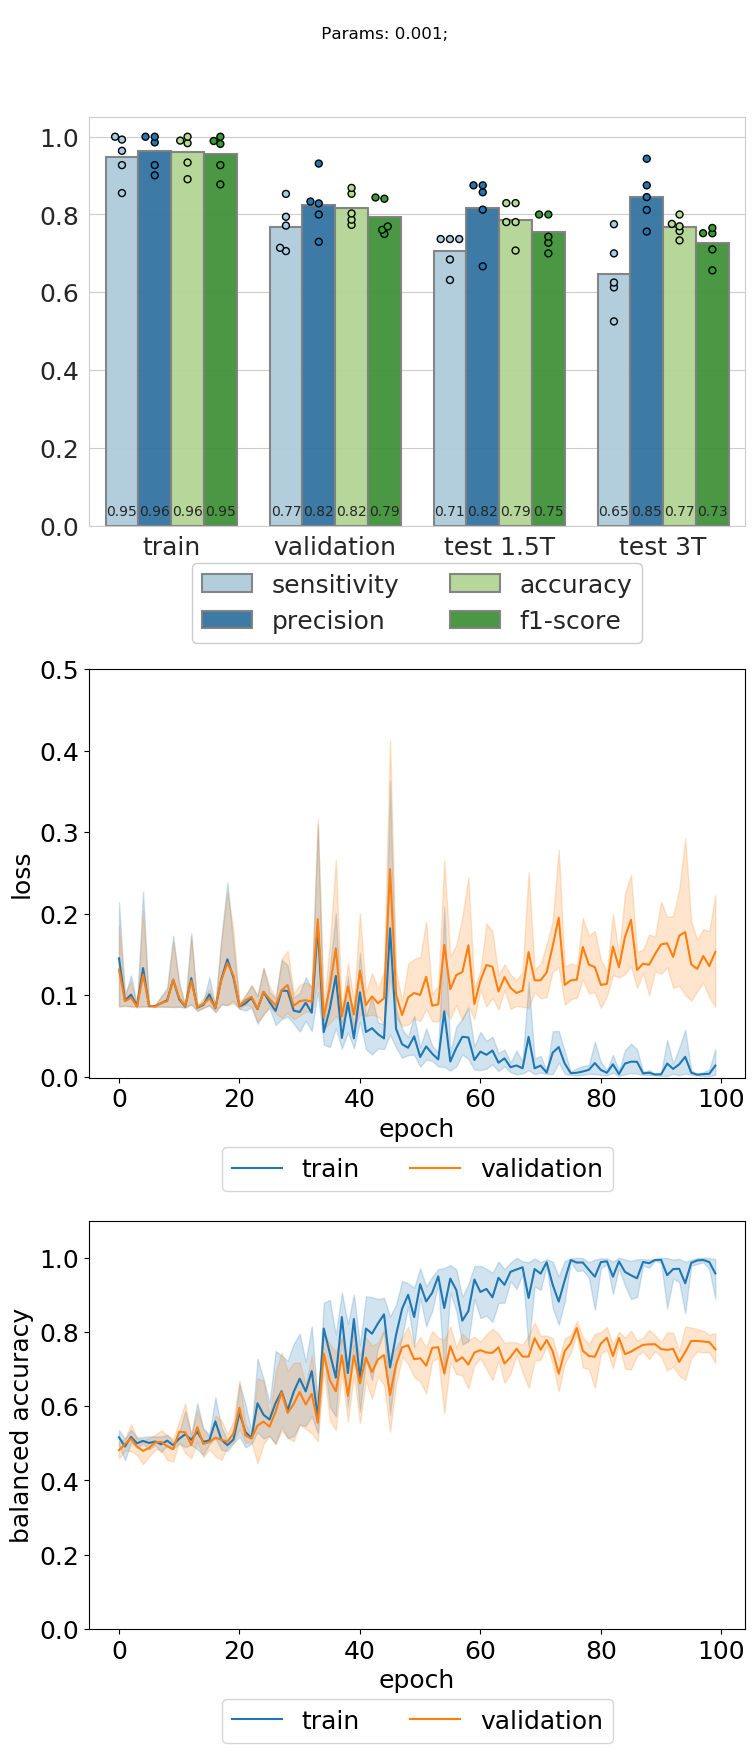 Params: 0.001;
1.0
0.8
0.6
0.4
0.2
0.0
0.95 0.96 0.96 0.95 0.77 0.82 0.82 0.79 0.71 0.82 0.79 0.75 0.65 0.85 0.77 0.73
train validation test 1.5T test 3T
sensitivity accuracy
precision f1-score
0.5
0.4
0.3
0.2
0.1
0.0
loss
0 20 40 60 80 100
epoch
train validation
1.0
0.8
0.6
0.4
0.2
0.0
balanced accuracy
0 20 40 60 80 100
epoch
train validation